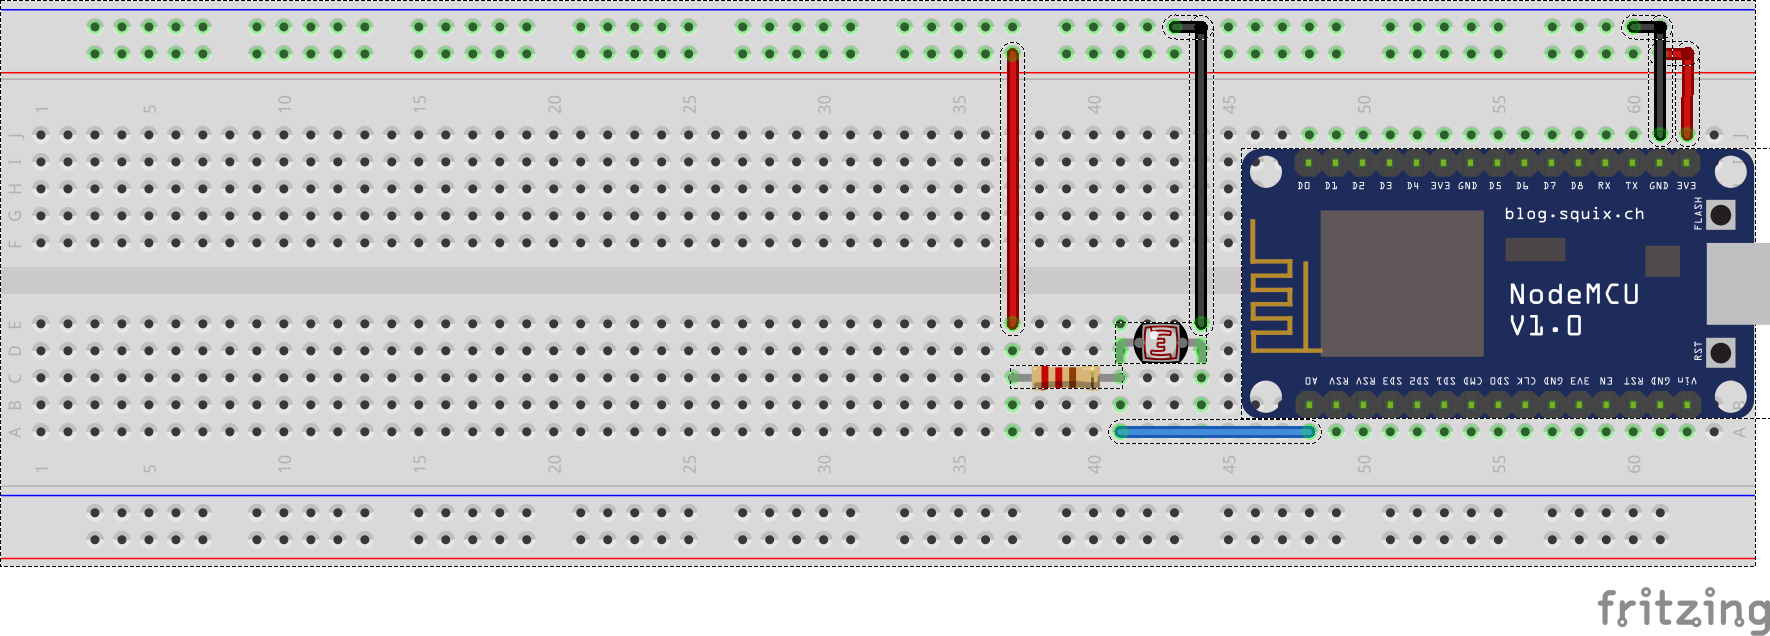 1 5 10 15 20 25 30 35 40 45 50 55 60
J J
I
H
G
F
D0 D1 D2 D3 D4 3V3 GND D5 D6 D7 D8 RX TX GND 3V3
blog.squix.ch
FLASH
NodeMCU
V1.0
RST
E
D
C
B B
A A
A0 RSV RSV SD3 SD2 SD1 CMD SD0 CLK GND 3V3 EN RST GND Vin
1 5 10 15 20 25 30 35 40 45 50 55 60
fritzing